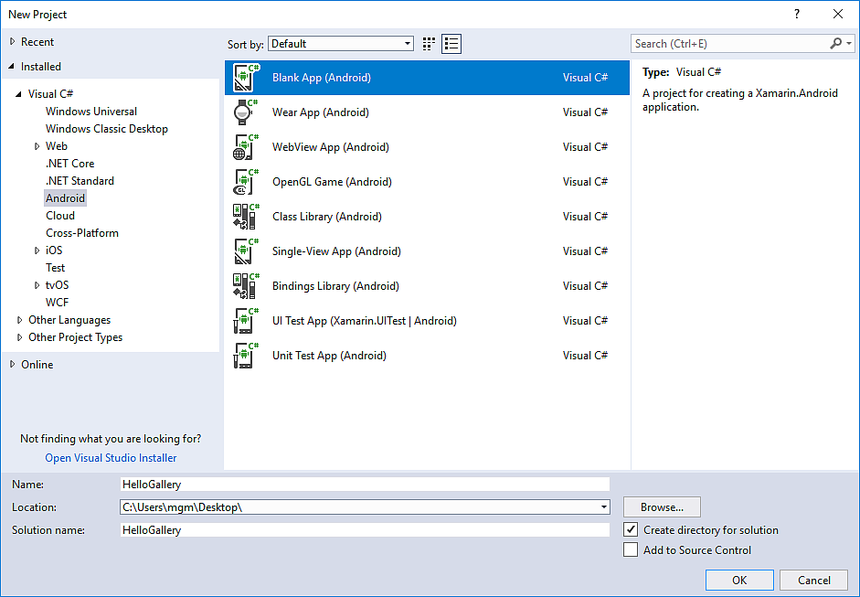 New Project
?
Recent
Installed
Visual C#
Windows Universal
Windows Classic Desktop
Web
.NET Core
.NET Standard
Android
Cloud
Cross-Platform
iOS
Test
tvOS
WCF
Other Languages
Other Project Types
Online
Not finding what you are looking for?
Open Visual Studio Installer
Sort by: Default
C# Blank App (Android) Visual C#
C# Wear App (Android) Visual C#
C# WebView App (Android) Visual C#
C# GL OpenGL Game (Android) Visual C#
C# Class Library (Android) Visual C#
C# Single-View App (Android) Visual C#
C# Bindings Library (Android) Visual C#
C# UI Test App (Xamarin.UITest | Android) Visual C#
C# Unit Test App (Android) Visual C#
Search (Ctrl+E)
Type: Visual C#
A project for creating a Xamarin.Android
application.
Name: HelloGallery
Location: C:\Users\mgm\Desktop\ Browse...
Solution name: HelloGallery
Create directory for solution
Add to Source Control
OK Cancel